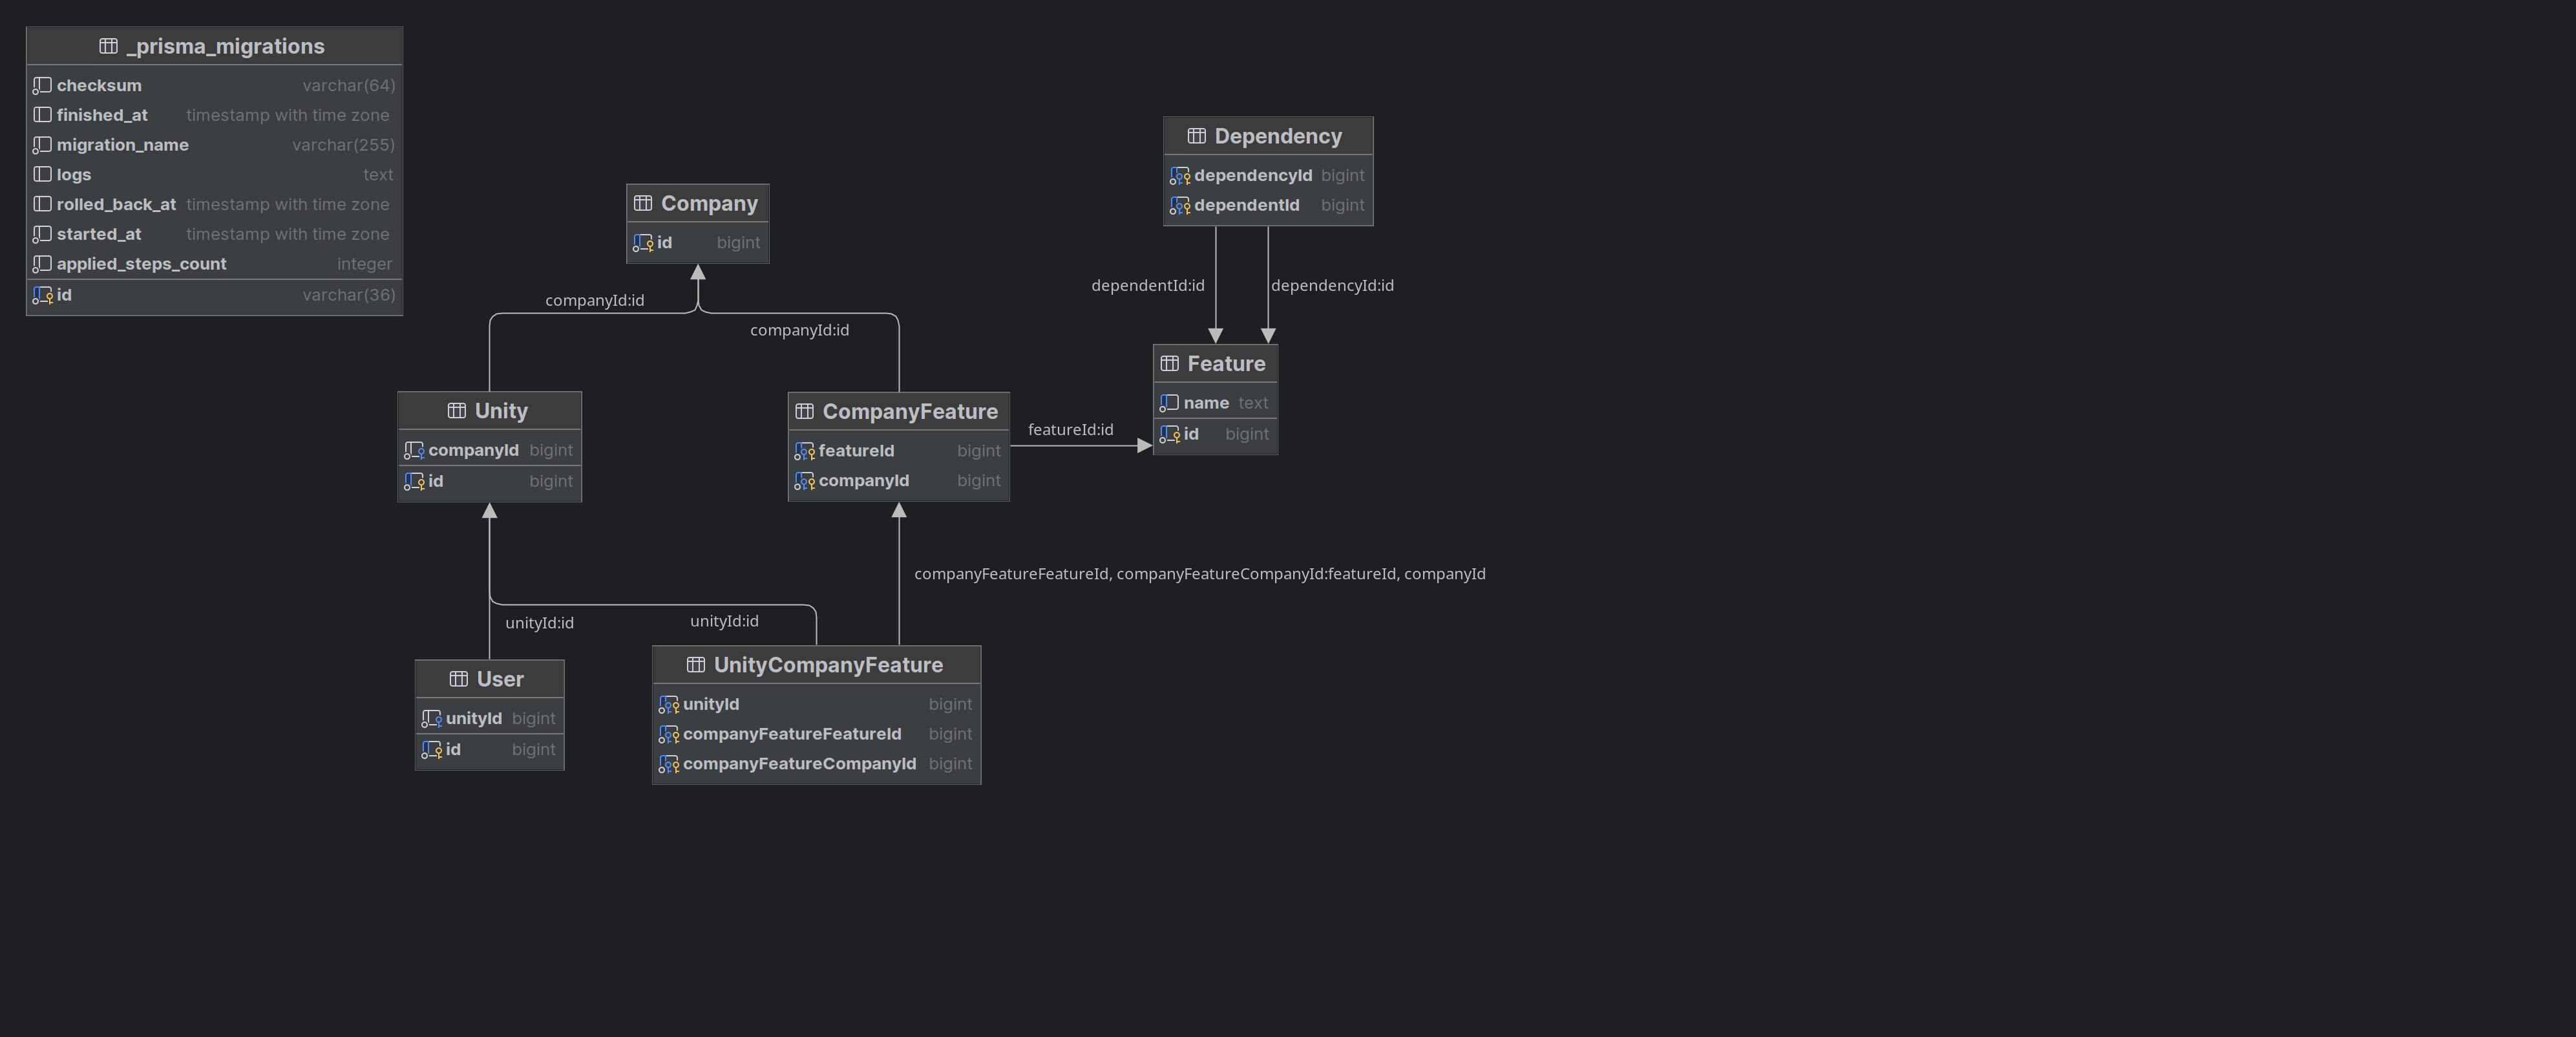 _prisma_migrations
checksum varchar(64)
finished_at timestamp with time zone
migration_name varchar(255)
logs text
rolled_back_at timestamp with time zone
started_at timestamp with time zone
applied_steps_count integer
id varchar(36)
Company
id bigint
Dependency
dependencyId bigint
dependentId bigint
companyId:id
companyId:id
dependentId:id
dependencyId:id
Unity
companyId bigint
id bigint
CompanyFeature
featureId bigint
companyId bigint
featureId:id
Feature
name text
id bigint
companyFeatureFeatureId, companyFeatureCompanyId:featureId, companyId
unityId:id
unityId:id
User
unityId bigint
id bigint
UnityCompanyFeature
unityId bigint
companyFeatureFeatureId bigint
companyFeatureCompanyId bigint